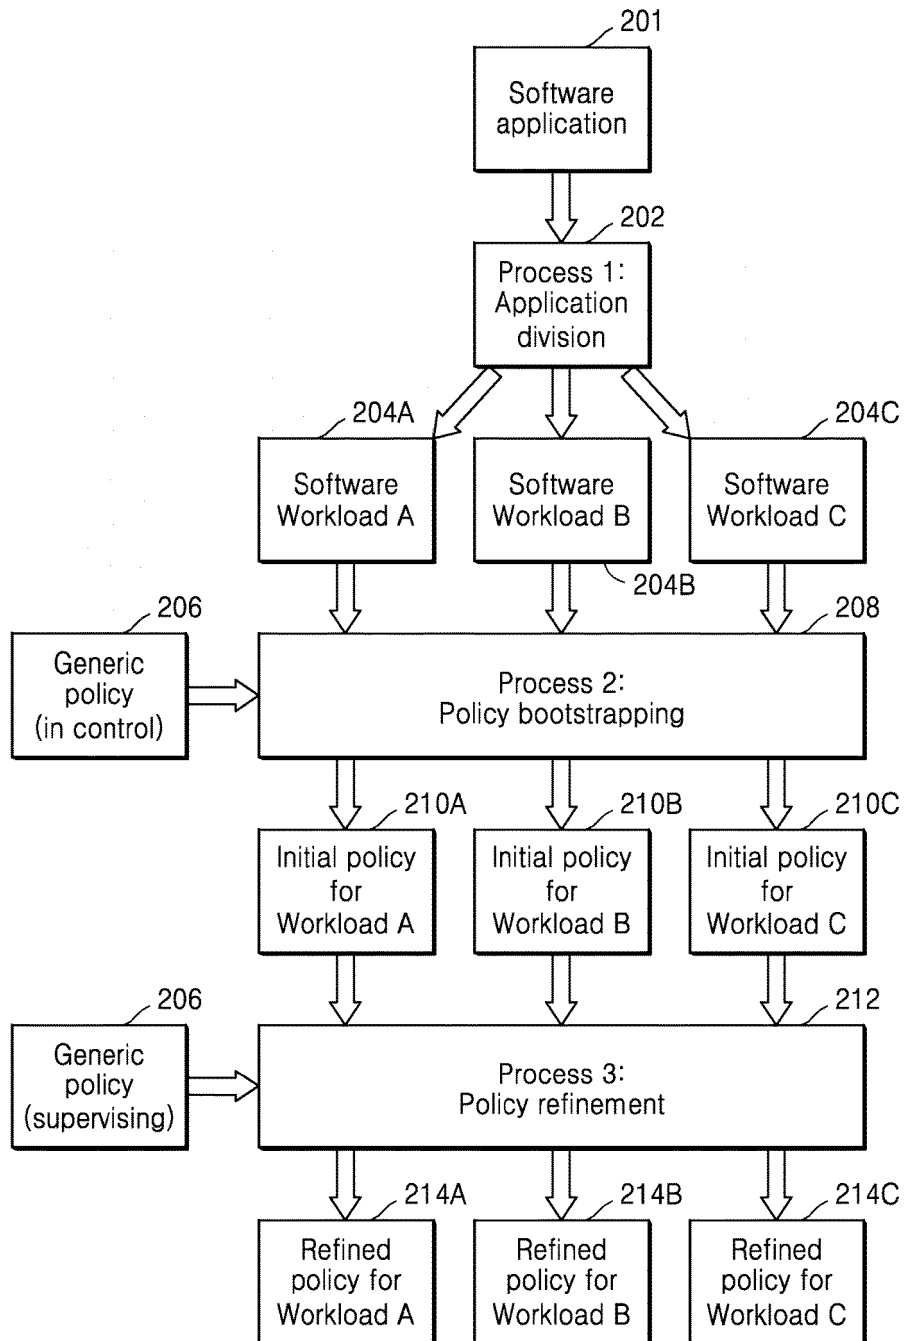 201
Software
application
202
Process 1:
Application
division
204A
204C
Software
Workload A
Software
Workload B
Software
Workload C
204B
206
208
Generic
policy
(in control)
Process 2:
Policy bootstrapping
210A
210B
210C
Initial policy
for
Workload A
Initial policy
for
Workload B
Initial policy
for
Workload C
206
212
Generic
policy
(supervising)
Process 3:
Policy refinement
214A
214B
214C
Refined
policy for
Workload A
Refined
policy for
Workload B
Refined
policy for
Workload C